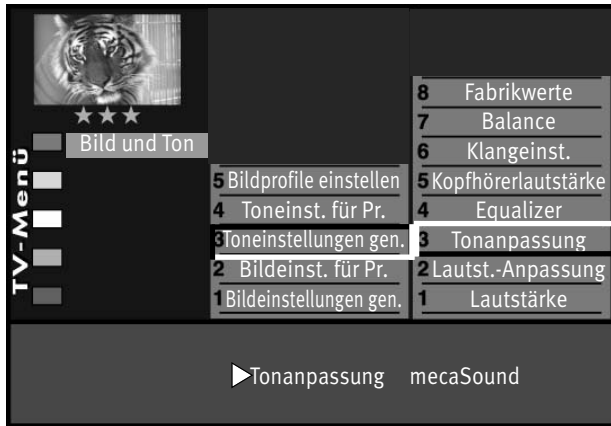 TV-Menü
Bild und Ton
5 Bildprofile einstellen
4 Toneinst. für Pr.
3 Toneinstellungen gen.
2 Bildeinst. für Pr.
1 Bildeinstellungen gen.
8 Fabrikwerte
7 Balance
6 Klangeinst.
5 Kopfhörerlautstärke
4 Equalizer
3 Tonanpassung
2 Lautst.-Anpassung
1 Lautstärke
Tonanpassung mecaSound